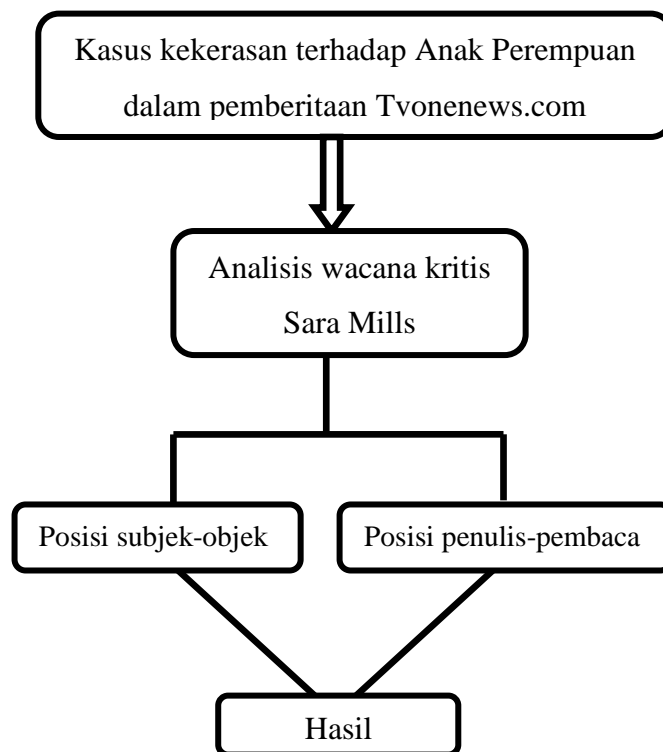 Kasus kekerasan terhadap Anak Perempuan
dalam pemberitaan Tvonenews.com
Analisis wacana kritis
Sara Mills
Posisi subjek-objek
Posisi penulis-pembaca
Hasil